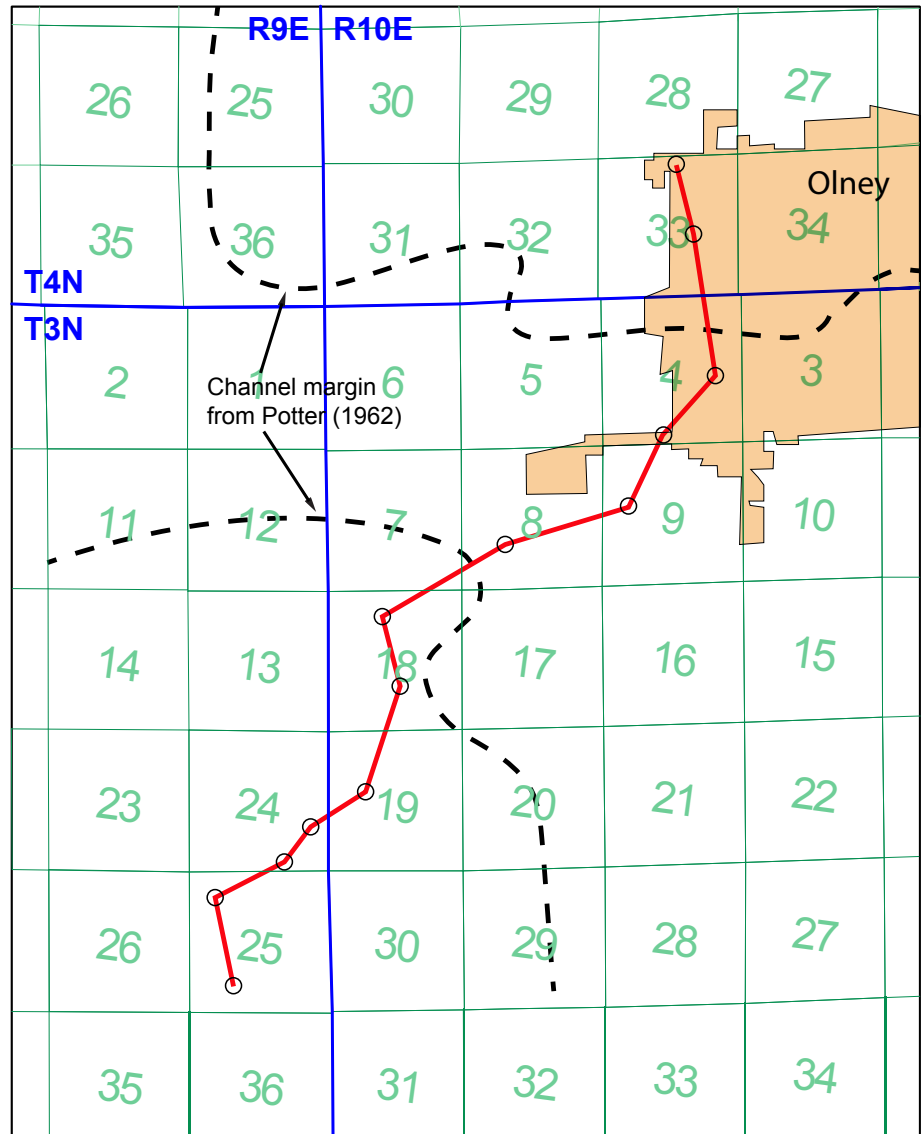 R9E R10E
26 25 30 29 28 27
Olney
35 36 31 32 33 34
T4N
T3N
2 1 6 5 4 3
Channel margin
from Potter (1962)
11 12 7 8 9 10
14 13 18 17 16 15
23 24 19 20 21 22
26 25 30 29 28 27
35 36 31 32 33 34